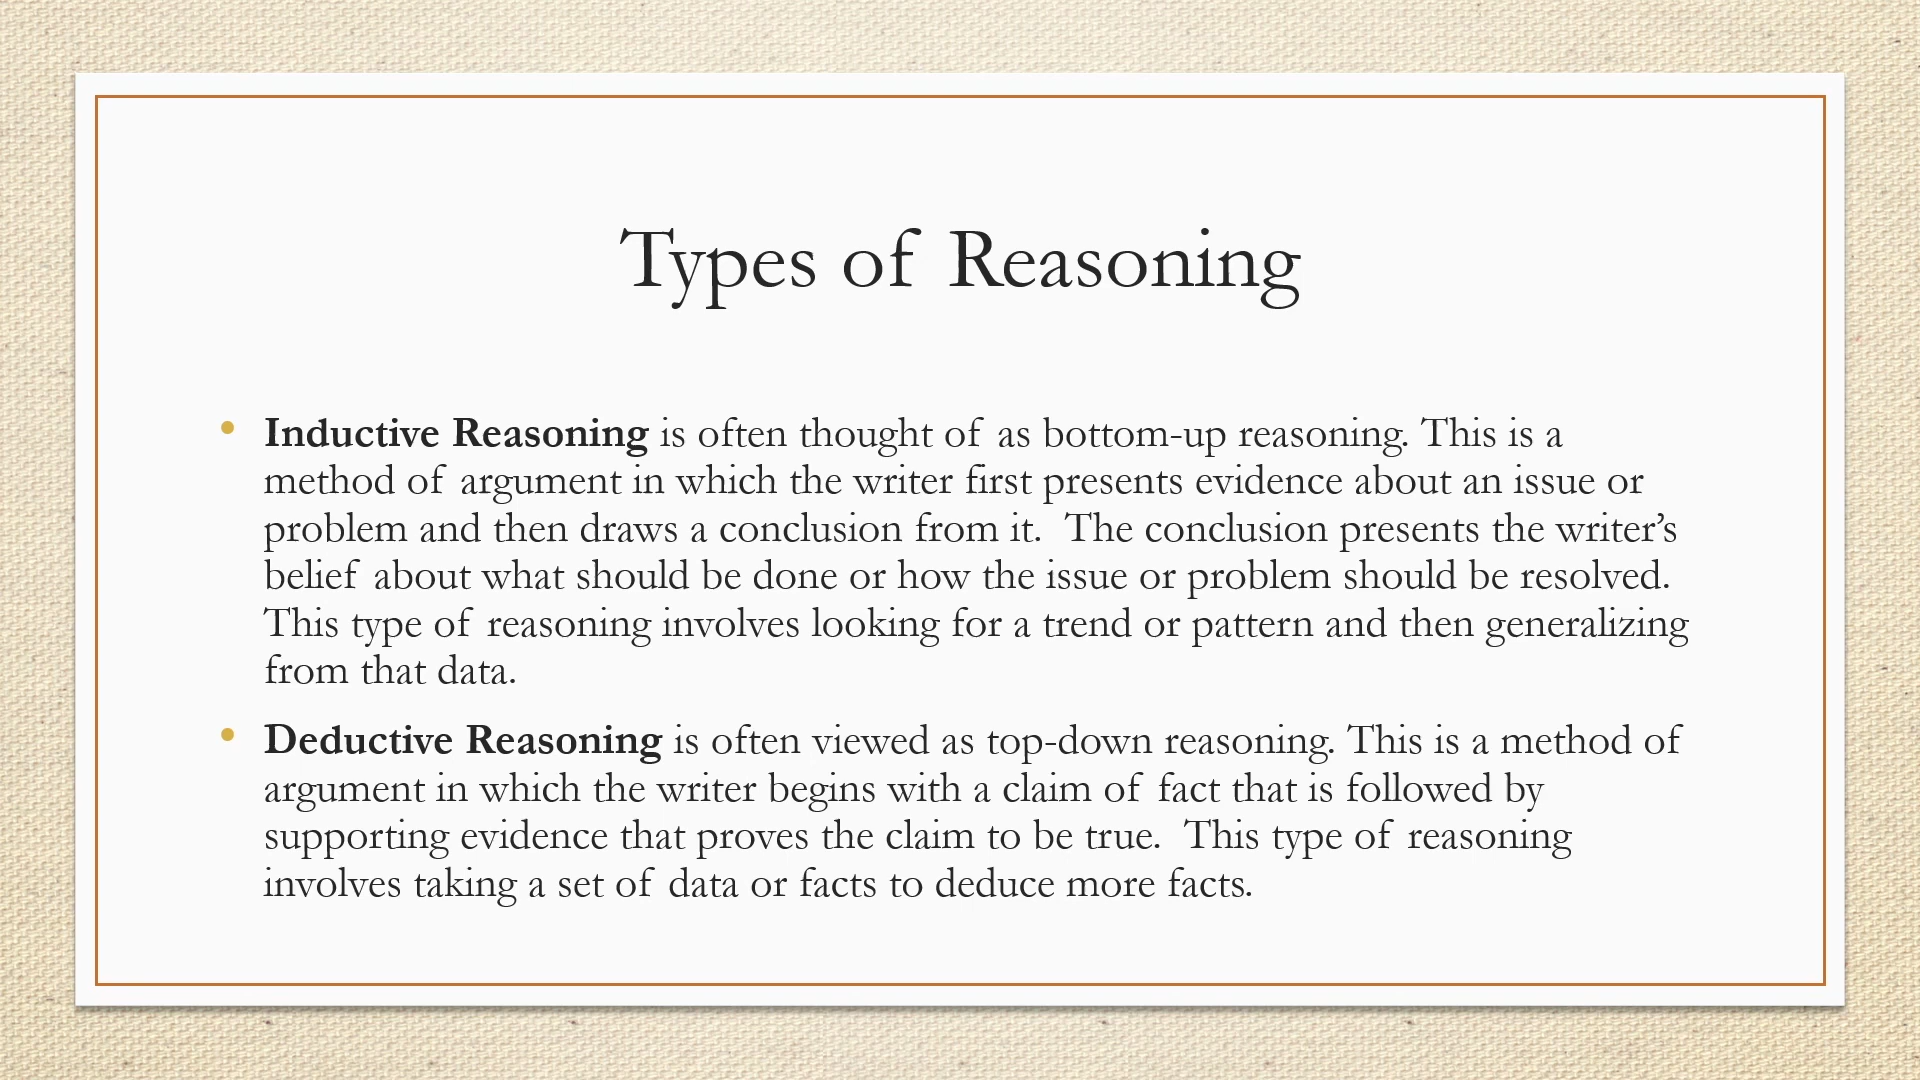 Types of Reasoning
• Inductive Reasoning is often thought of as bottom-up reasoning. This is a
method of argument in which the writer first presents evidence about an issue or
problem and then draws a conclusion from it.  The conclusion presents the writer’s
belief about what should be done or how the issue or problem should be resolved.
This type of reasoning involves looking for a trend or pattern and then generalizing
from that data.
• Deductive Reasoning is often viewed as top-down reasoning. This is a method of
argument in which the writer begins with a claim of fact that is followed by
supporting evidence that proves the claim to be true.  This type of reasoning
involves taking a set of data or facts to deduce more facts.